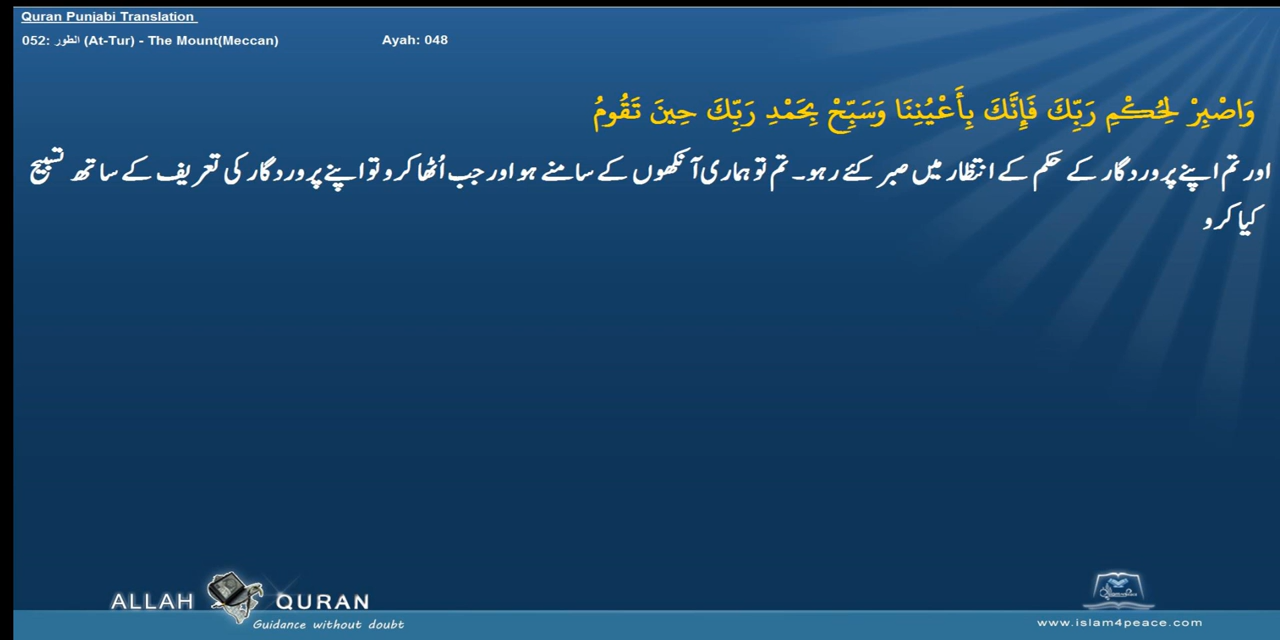 Quran Punjabi Translation
052: الطور (At-Tur) - The Mount(Meccan) Ayah: 048
وَاصْبِرْ لِحُكْمِ رَبِّكَ فَإِنَّكَ بِأَعْيُنِنَا وَسَبِّحْ بِحَمْدِ رَبِّكَ حِينَ تَقُومُ
اور تم اپنے پروردگار کے حکم کے انتظار میں صبر کئے رہو۔ تم تو ہماری آنکھوں کے سامنے ہو اور جب اُٹھا کرو تو اپنے پروردگار کی تعریف کے ساتھ تسبیح
کیا کرو
ALLAH QURAN
Guidance without doubt
www.islam4peace.com